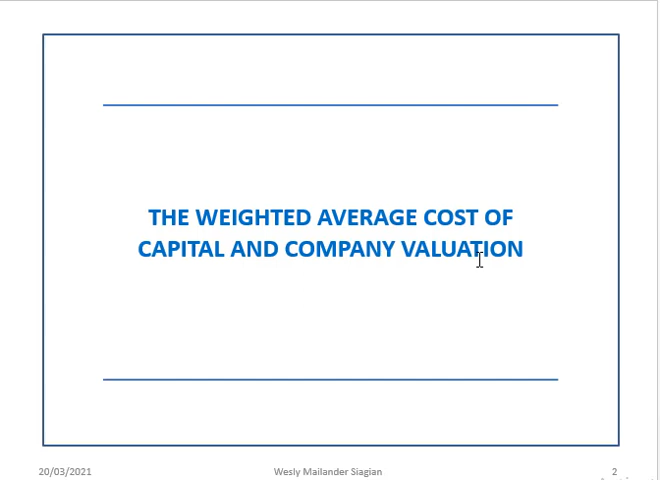 THE WEIGHTED AVERAGE COST OF
CAPITAL AND COMPANY VALUATION
20/03/2021 Wesly Mailander Siagian 2